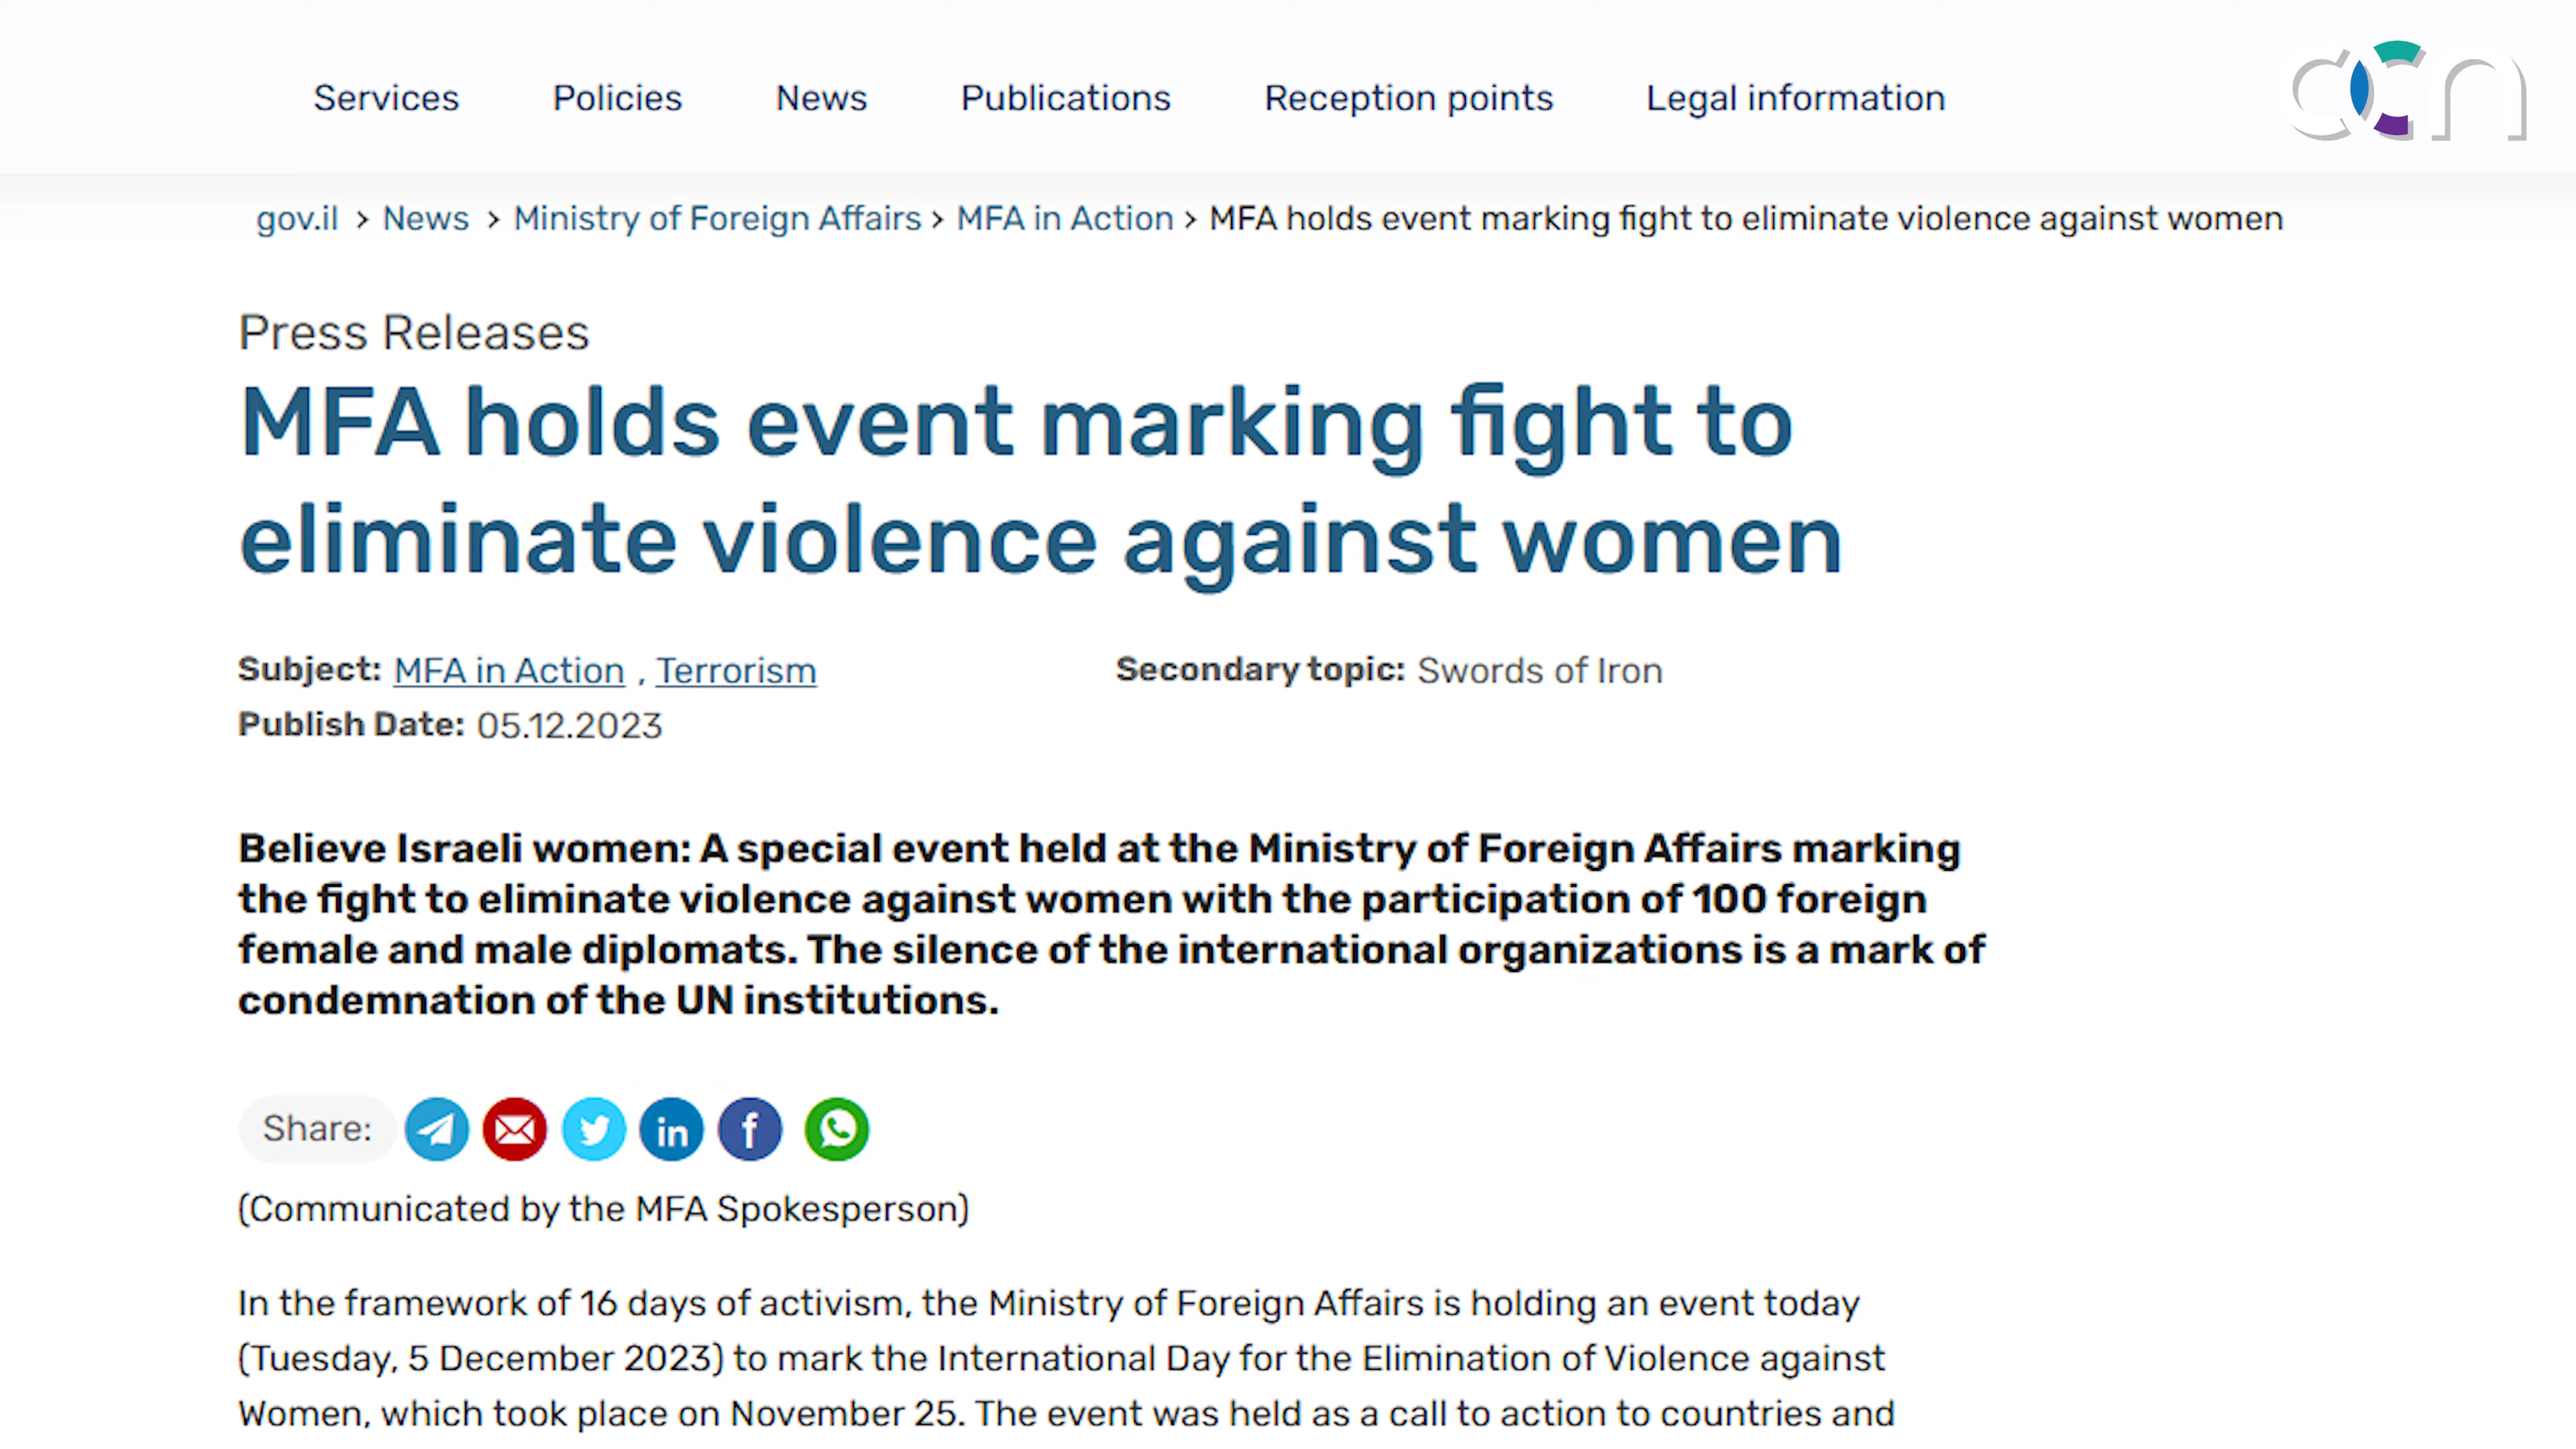 Services Policies News Publications Reception points Legal information
ccn
gov.il > News > Ministry of Foreign Affairs > MFA in Action > MFA holds event marking fight to eliminate violence against women
Press Releases
MFA holds event marking fight to
eliminate violence against women
Subject: MFA in Action , Terrorism Secondary topic: Swords of Iron
Publish Date: 05.12.2023
Believe Israeli women: A special event held at the Ministry of Foreign Affairs marking
the fight to eliminate violence against women with the participation of 100 foreign
female and male diplomats. The silence of the international organizations is a mark of
condemnation of the UN institutions.
Share:
(Communicated by the MFA Spokesperson)
In the framework of 16 days of activism, the Ministry of Foreign Affairs is holding an event today
(Tuesday, 5 December 2023) to mark the International Day for the Elimination of Violence against
Women, which took place on November 25. The event was held as a call to action to countries and